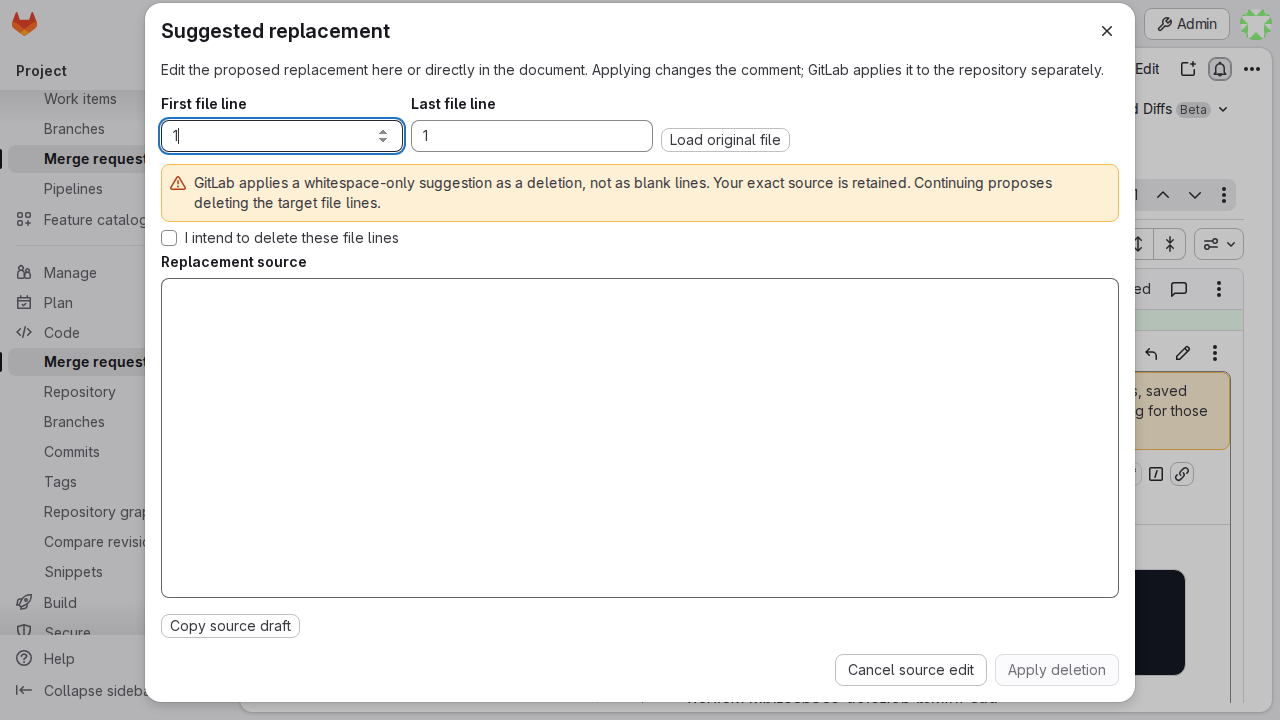 Suggested replacement
Admin
Project
Edit the proposed replacement here or directly in the document. Applying changes the comment; GitLab applies it to the repository separately.
Edit
Work items
First file line
Last file line
Diffs Beta
Branches
1
1
Load original file
Merge request
Pipelines
GitLab applies a whitespace-only suggestion as a deletion, not as blank lines. Your exact source is retained. Continuing proposes
deleting the target file lines.
Feature catalog
I intend to delete these file lines
Replacement source
Manage
Plan
Code
Merge request
saved
Repository
for those
Branches
Commits
Tags
Repository
Compare
Snippets
Build
Copy source draft
Secure
Help
Cancel source edit
Apply deletion
Collapse